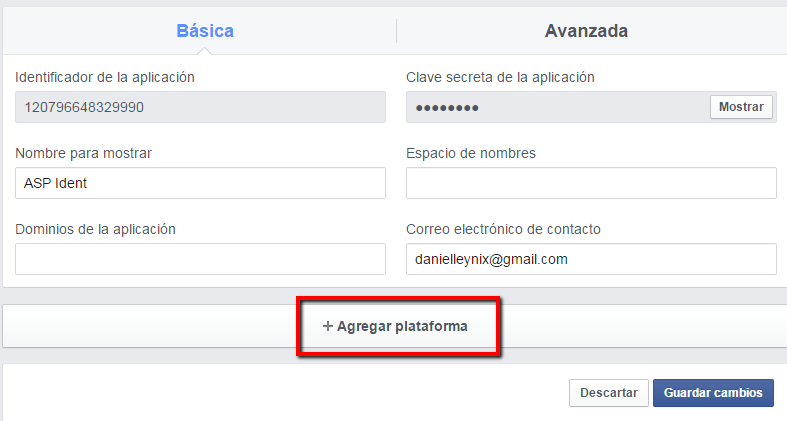 Básica
Avanzada
Identificador de la aplicación
Clave secreta de la aplicación
120796648329990
●●●●●●●●
Mostrar
Nombre para mostrar
Espacio de nombres
ASP Ident
Dominios de la aplicación
Correo electrónico de contacto
danielleynix@gmail.com
+ Agregar plataforma
Descartar
Guardar cambios